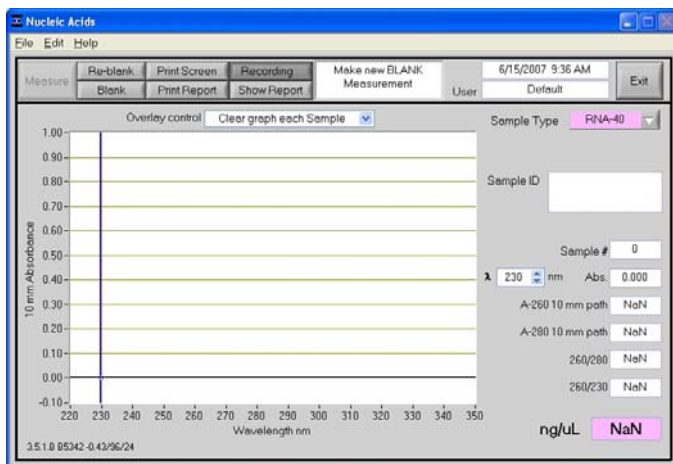 Nucleic Acids
File Edit Help
Measure Re-blank Print Screen Recording Make new BLANK 6/15/2007 9:36 AM Exit
Blank Print Report Show Report Measurement User Default
Overlay control Clear graph each Sample Sample Type RNA-40
1.00
0.90
0.80 Sample ID
0.70
0.60
0.50 Sample # 0
0.40 λ 230 nm Abs. 0.000
0.30 A-260 10 mm path NaN
0.20 A-280 10 mm path NaN
0.10 260/280 NaN
0.00 260/230 NaN
-0.10
10 mm Absorbance
220 230 240 250 260 270 280 290 300 310 320 330 340 350
Wavelength nm ng/uL NaN
3.5.1.B B5342 -0.43/96/24